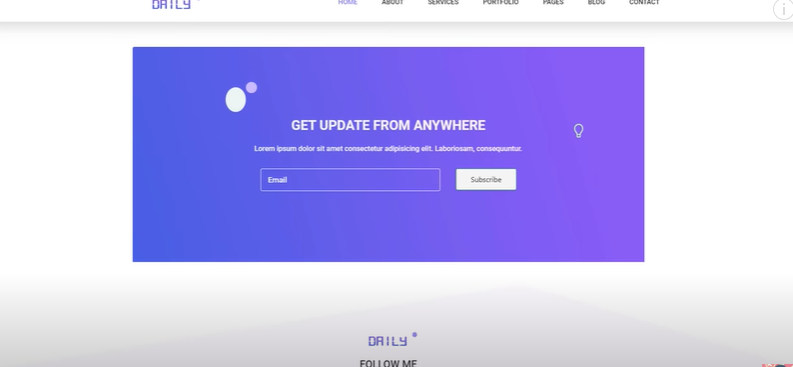 DAILY
HOME ABOUT SERVICES PORTFOLIO PAGES BLOG CONTACT
GET UPDATE FROM ANYWHERE
Lorem ipsum dolor sit amet consectetur adipisicing elit. Laboriosam, consequuntur.
Email Subscribe
DAILY
FOLLOW ME